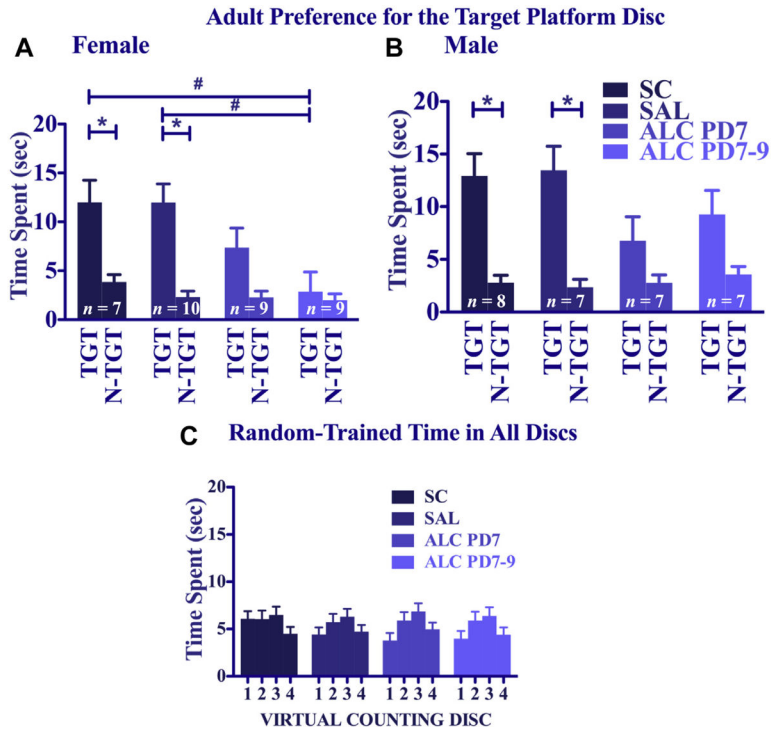 Adult Preference for the Target Platform Disc
A Female
B Male
# 
#
* *
* *
SC
SAL
ALC PD7
ALC PD7-9
Time Spent (sec)
20
15
10
5
0
n = 7 n = 10 n = 9 n = 9
TGT N-TGT TGT N-TGT TGT N-TGT TGT N-TGT
Time Spent (sec)
20
15
10
5
0
n = 8 n = 7 n = 7 n = 7
TGT N-TGT TGT N-TGT TGT N-TGT TGT N-TGT
C Random-Trained Time in All Discs
SC
SAL
ALC PD7
ALC PD7-9
Time Spent (sec)
20
15
10
5
0
1 2 3 4 1 2 3 4 1 2 3 4 1 2 3 4
VIRTUAL COUNTING DISC